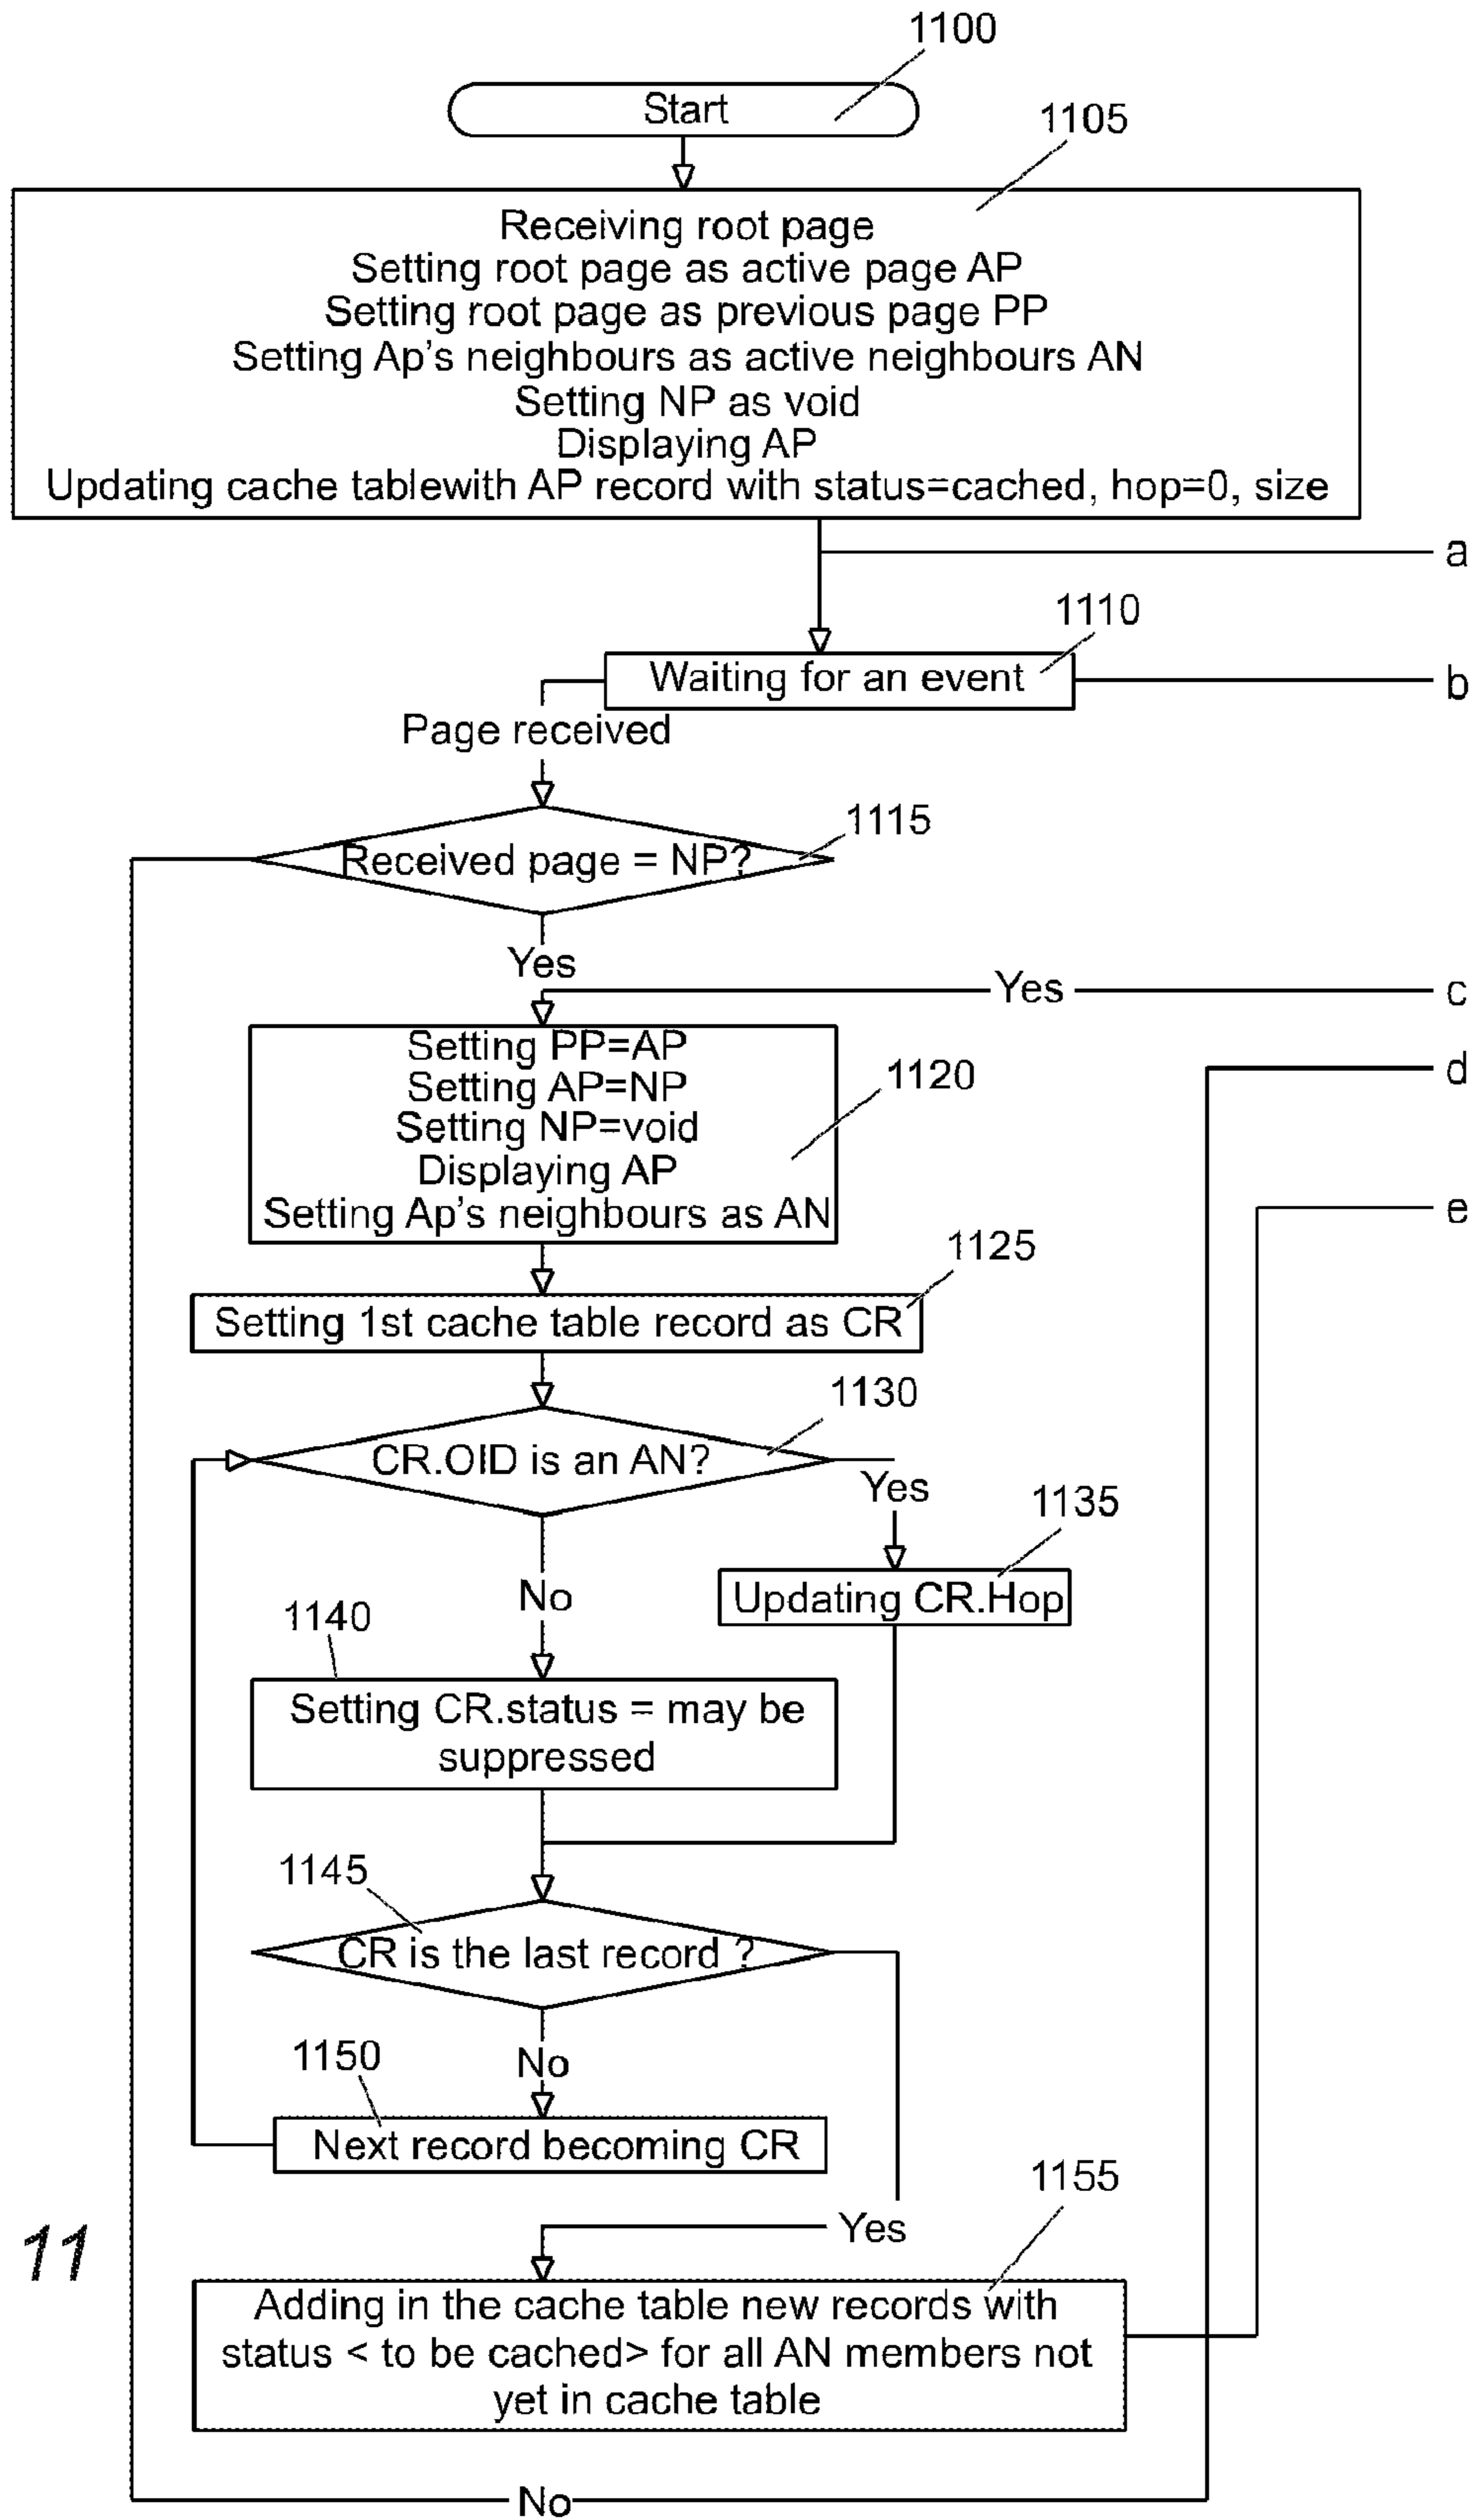 1100
Start
1105
Receiving root page
Setting root page as active page AP
Setting root page as previous page PP
Setting Ap's neighbours as active neighbours AN
Setting NP as void
Displaying AP
Updating cache tablewith AP record with status=cached, hop=0, size
a
1110
Waiting for an event
b
Page received
1115
Received page = NP?
Yes
Yes
c
Setting PP=AP
Setting AP=NP
Setting NP=void
Displaying AP
Setting Ap's neighbours as AN
1120
d
e
1125
Setting 1st cache table record as CR
1130
CR.OID is an AN?
Yes
1135
Updating CR.Hop
No
1140
Setting CR.status = may be
suppressed
1145
CR is the last record ?
No
1150
Next record becoming CR
1155
Yes
11
Adding in the cache table new records with
status < to be cached> for all AN members not
yet in cache table
No